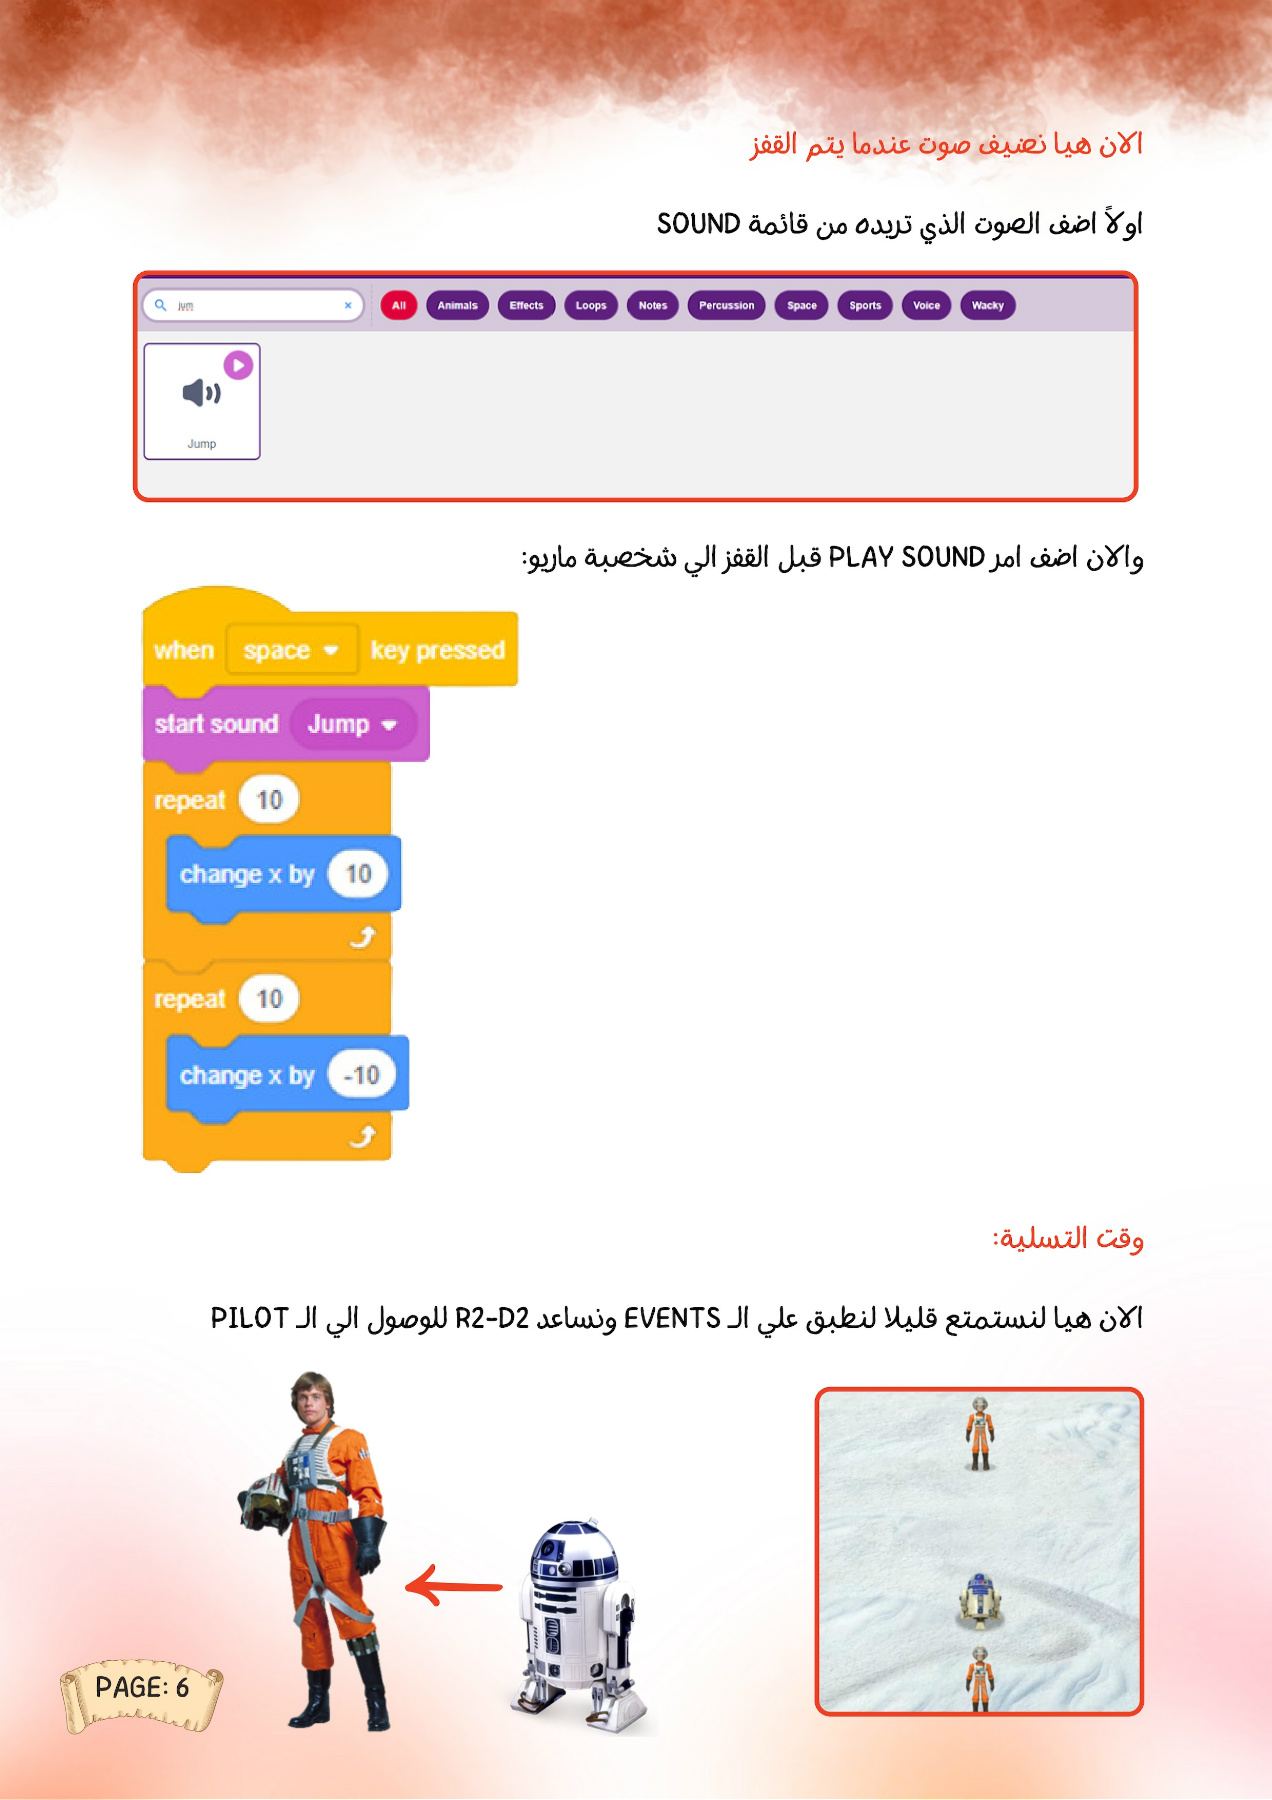 الان هيا نضيف صوت عندما يتم القفز
اولاً اضف الصوت الذي تريده من قائمة SOUND
jum
×
All
Animals
Effects
Loops
Notes
Percussion
Space
Sports
Voice
Wacky
Jump
والان اضف امر PLAY SOUND قبل القفز الي شخصية ماريو:
when space key pressed
start sound Jump
repeat 10
change x by 10
repeat 10
change x by -10
وقت التسلية:
الان هيا لنستمتع قليلا لنطبق علي الـ EVENTS ونساعد R2-D2 للوصول الي الـ PILOT
PAGE: 6